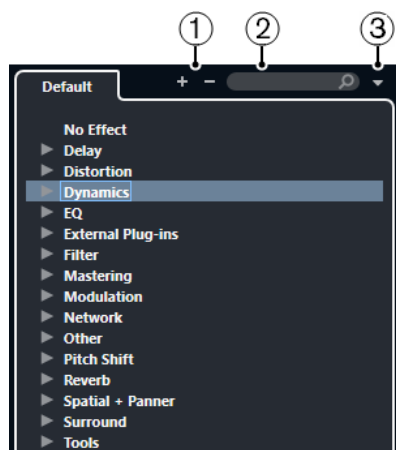 1 2 3
Default + −
No Effect
Delay
Distortion
Dynamics
EQ
External Plug-ins
Filter
Mastering
Modulation
Network
Other
Pitch Shift
Reverb
Spatial + Panner
Surround
Tools